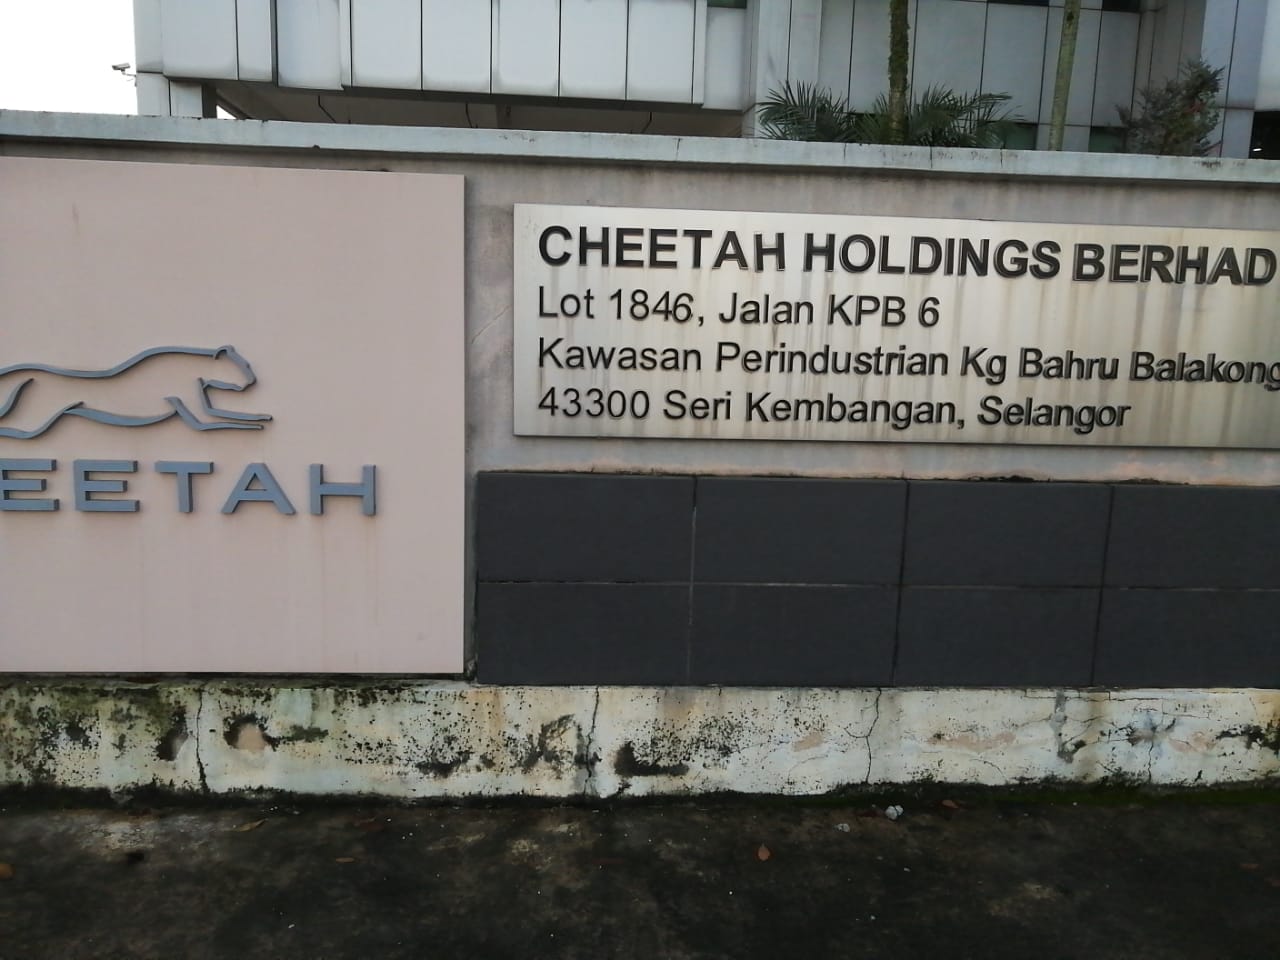 EETAH
CHEETAH HOLDINGS BERHAD
Lot 1846, Jalan KPB 6
Kawasan Perindustrian Kg Bahru Balakong
43300 Seri Kembangan, Selangor